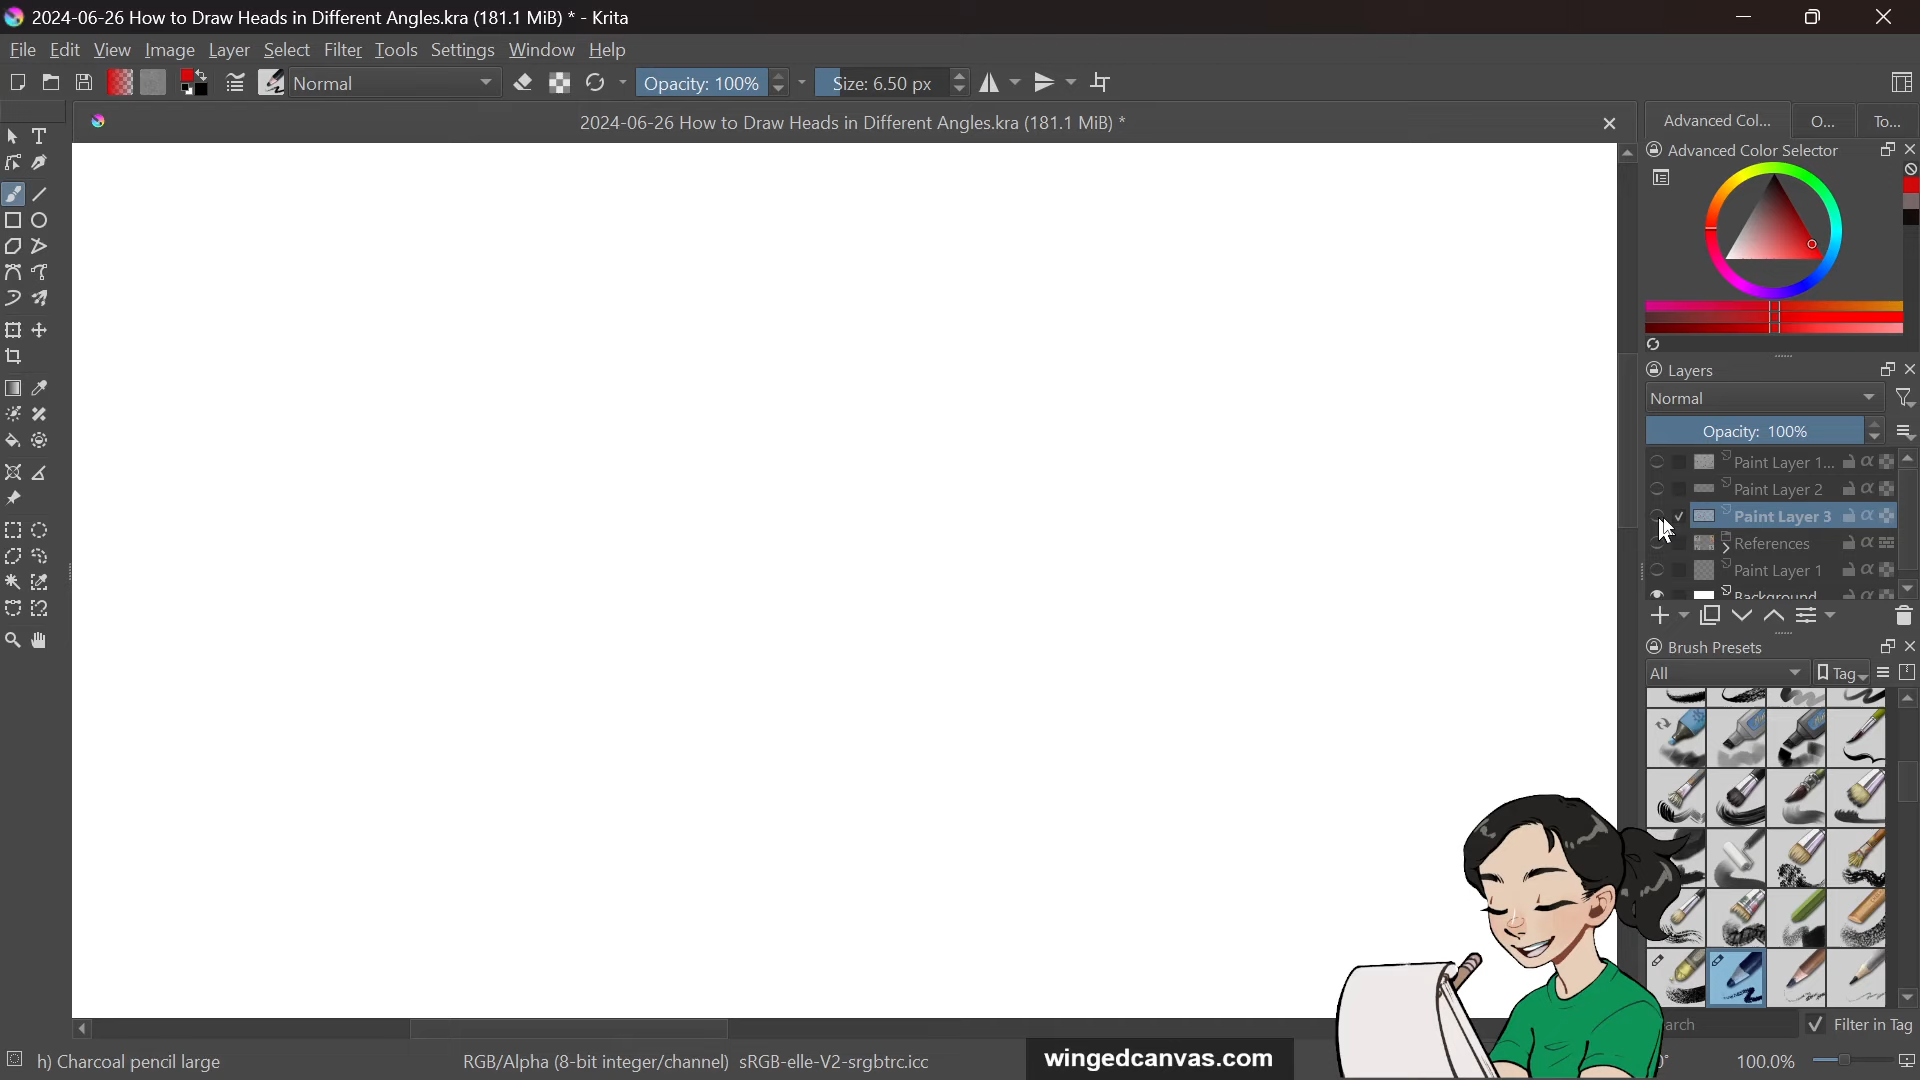 2024-06-26 How to Draw Heads in Different Angles.kra (181.1 MiB) * - Krita
File Edit View Image Layer Select Filter Tools Settings Window Help
Normal Opacity: 100% Size: 6.50 px
2024-06-26 How to Draw Heads in Different Angles.kra (181.1 MiB) *
Advanced Col... O... To...
Advanced Color Selector
Layers
Normal
Opacity: 100%
Paint Layer 1...
Paint Layer 2
Paint Layer 3
References
Paint Layer 1
Background
Brush Presets
All Tag
Filter in Tag
h) Charcoal pencil large RGB/Alpha (8-bit integer/channel) sRGB-elle-V2-srgbtrc.icc wingedcanvas.com 100.0%